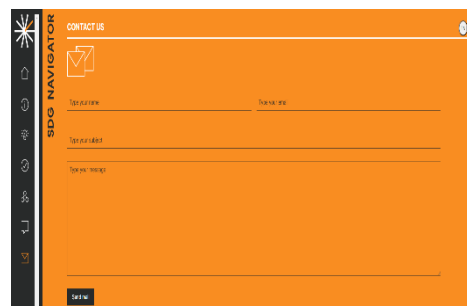 SDG NAVIGATOR
CONTACT US
Type your name
Type your email
Type your subject
Type your message
Send mail